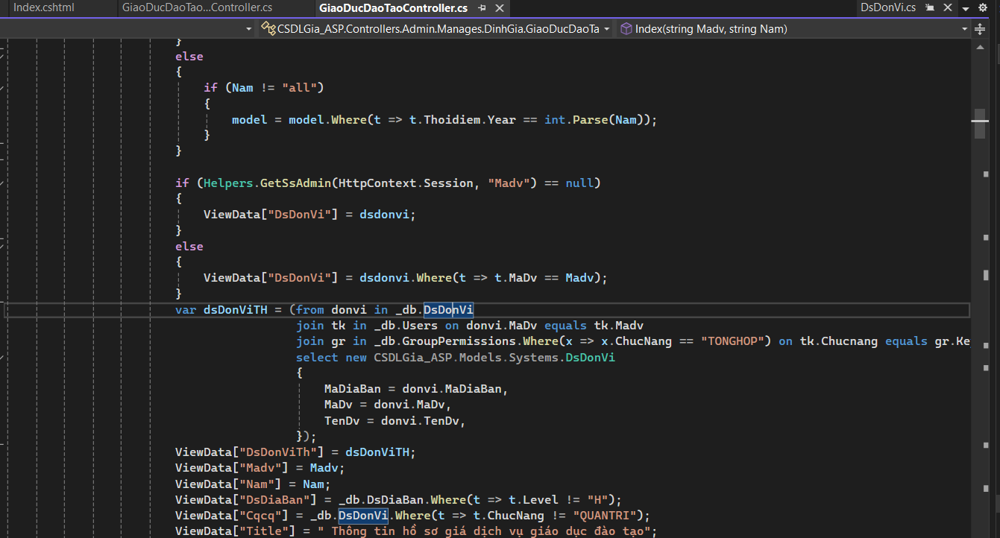 Index.cshtml GiaoDucDaoTao...Controller.cs GiaoDucDaoTaoController.cs DsDonVi.cs
CSDLGia_ASP.Controllers.Admin.Manages.DinhGia.GiaoDucDaoTa Index(string Madv, string Nam)
}
else
{
if (Nam != "all")
{
model = model.Where(t => t.Thoidiem.Year == int.Parse(Nam));
}
}
if (Helpers.GetSsAdmin(HttpContext.Session, "Madv") == null)
{
ViewData["DsDonVi"] = dsdonvi;
}
else
{
ViewData["DsDonVi"] = dsdonvi.Where(t => t.MaDv == Madv);
}
var dsDonViTH = (from donvi in _db.DsDonVi
join tk in _db.Users on donvi.MaDv equals tk.Madv
join gr in _db.GroupPermissions.Where(x => x.ChucNang == "TONGHOP") on tk.Chucnang equals gr.Ke
select new CSDLGia_ASP.Models.Systems.DsDonVi
{
MaDiaBan = donvi.MaDiaBan,
MaDv = donvi.MaDv,
TenDv = donvi.TenDv,
});
ViewData["DsDonViTh"] = dsDonViTH;
ViewData["Madv"] = Madv;
ViewData["Nam"] = Nam;
ViewData["DsDiaBan"] = _db.DsDiaBan.Where(t => t.Level != "H");
ViewData["Cqcq"] = _db.DsDonVi.Where(t => t.ChucNang != "QUANTRI");
ViewData["Title"] = " Thông tin hồ sơ giá dịch vụ giáo dục đào tạo";